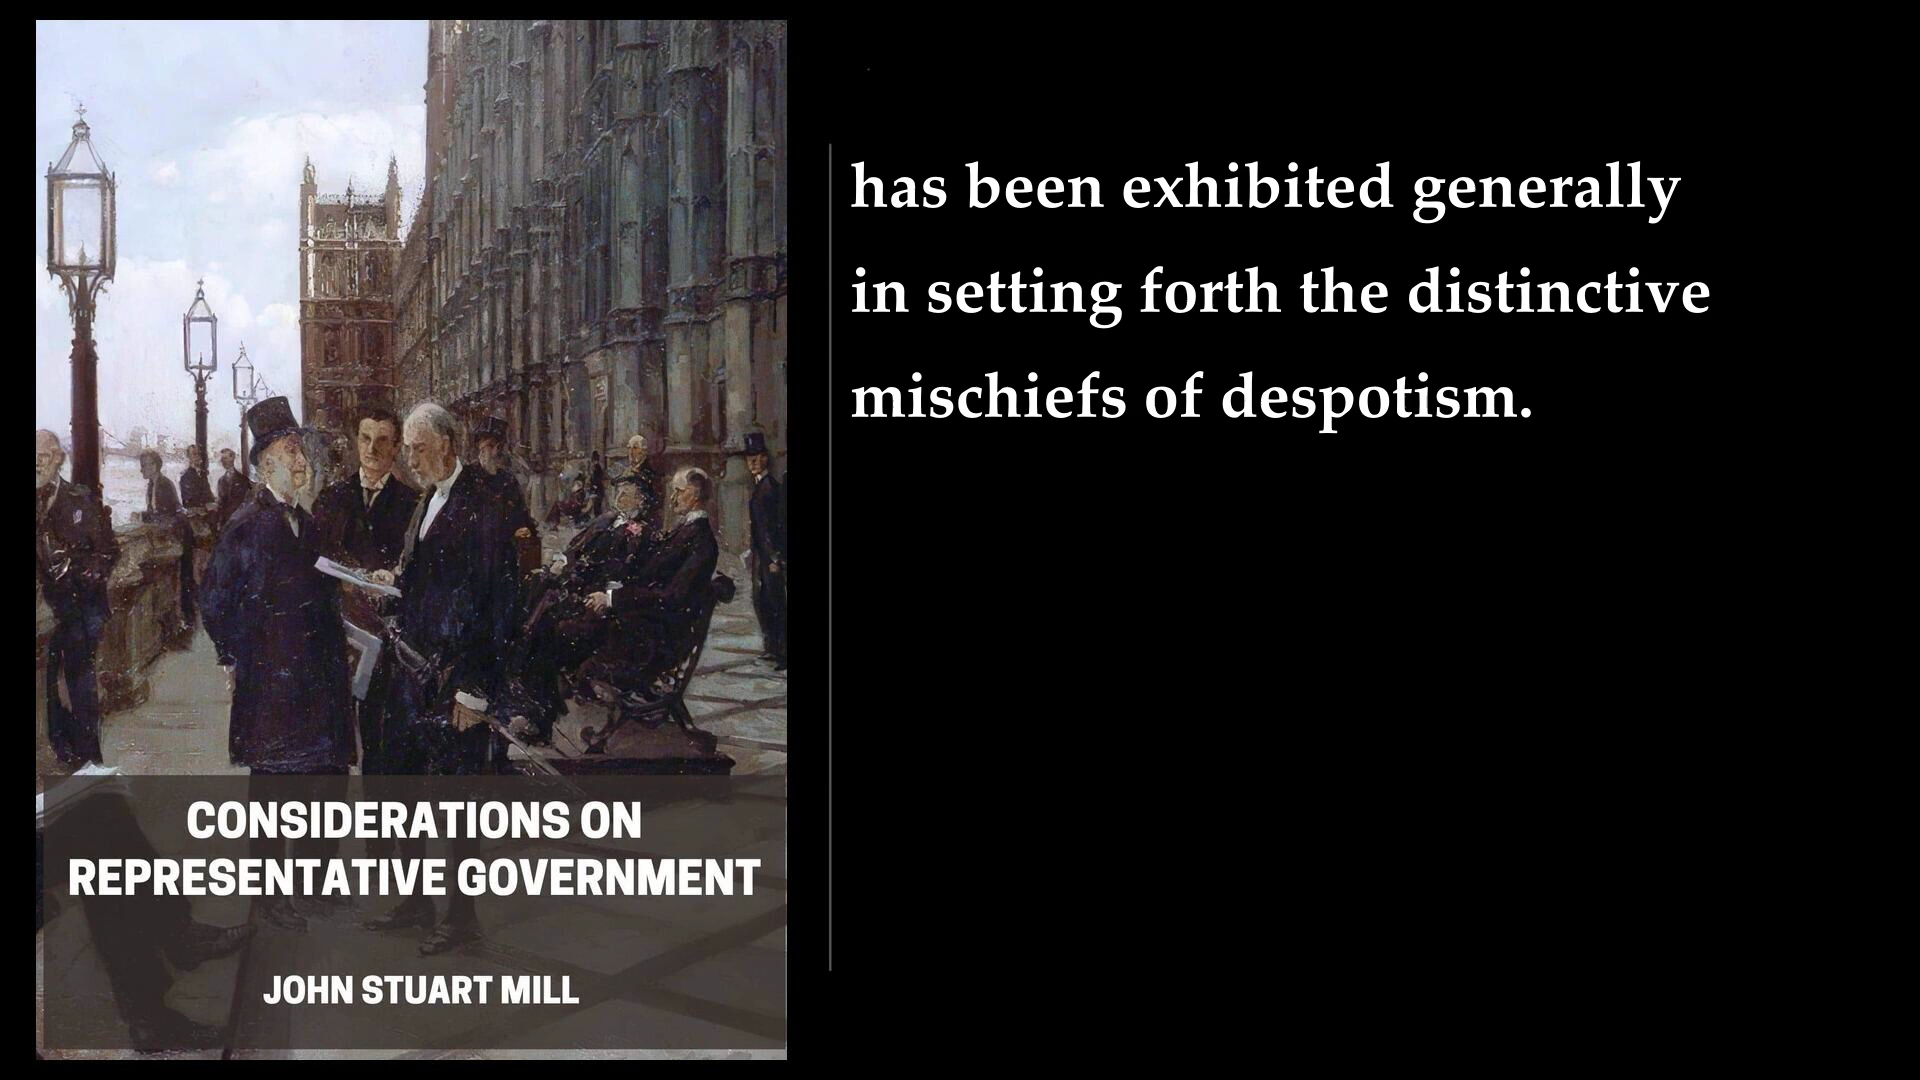 has been exhibited generally
in setting forth the distinctive
mischiefs of despotism.
CONSIDERATIONS ON
REPRESENTATIVE GOVERNMENT
JOHN STUART MILL